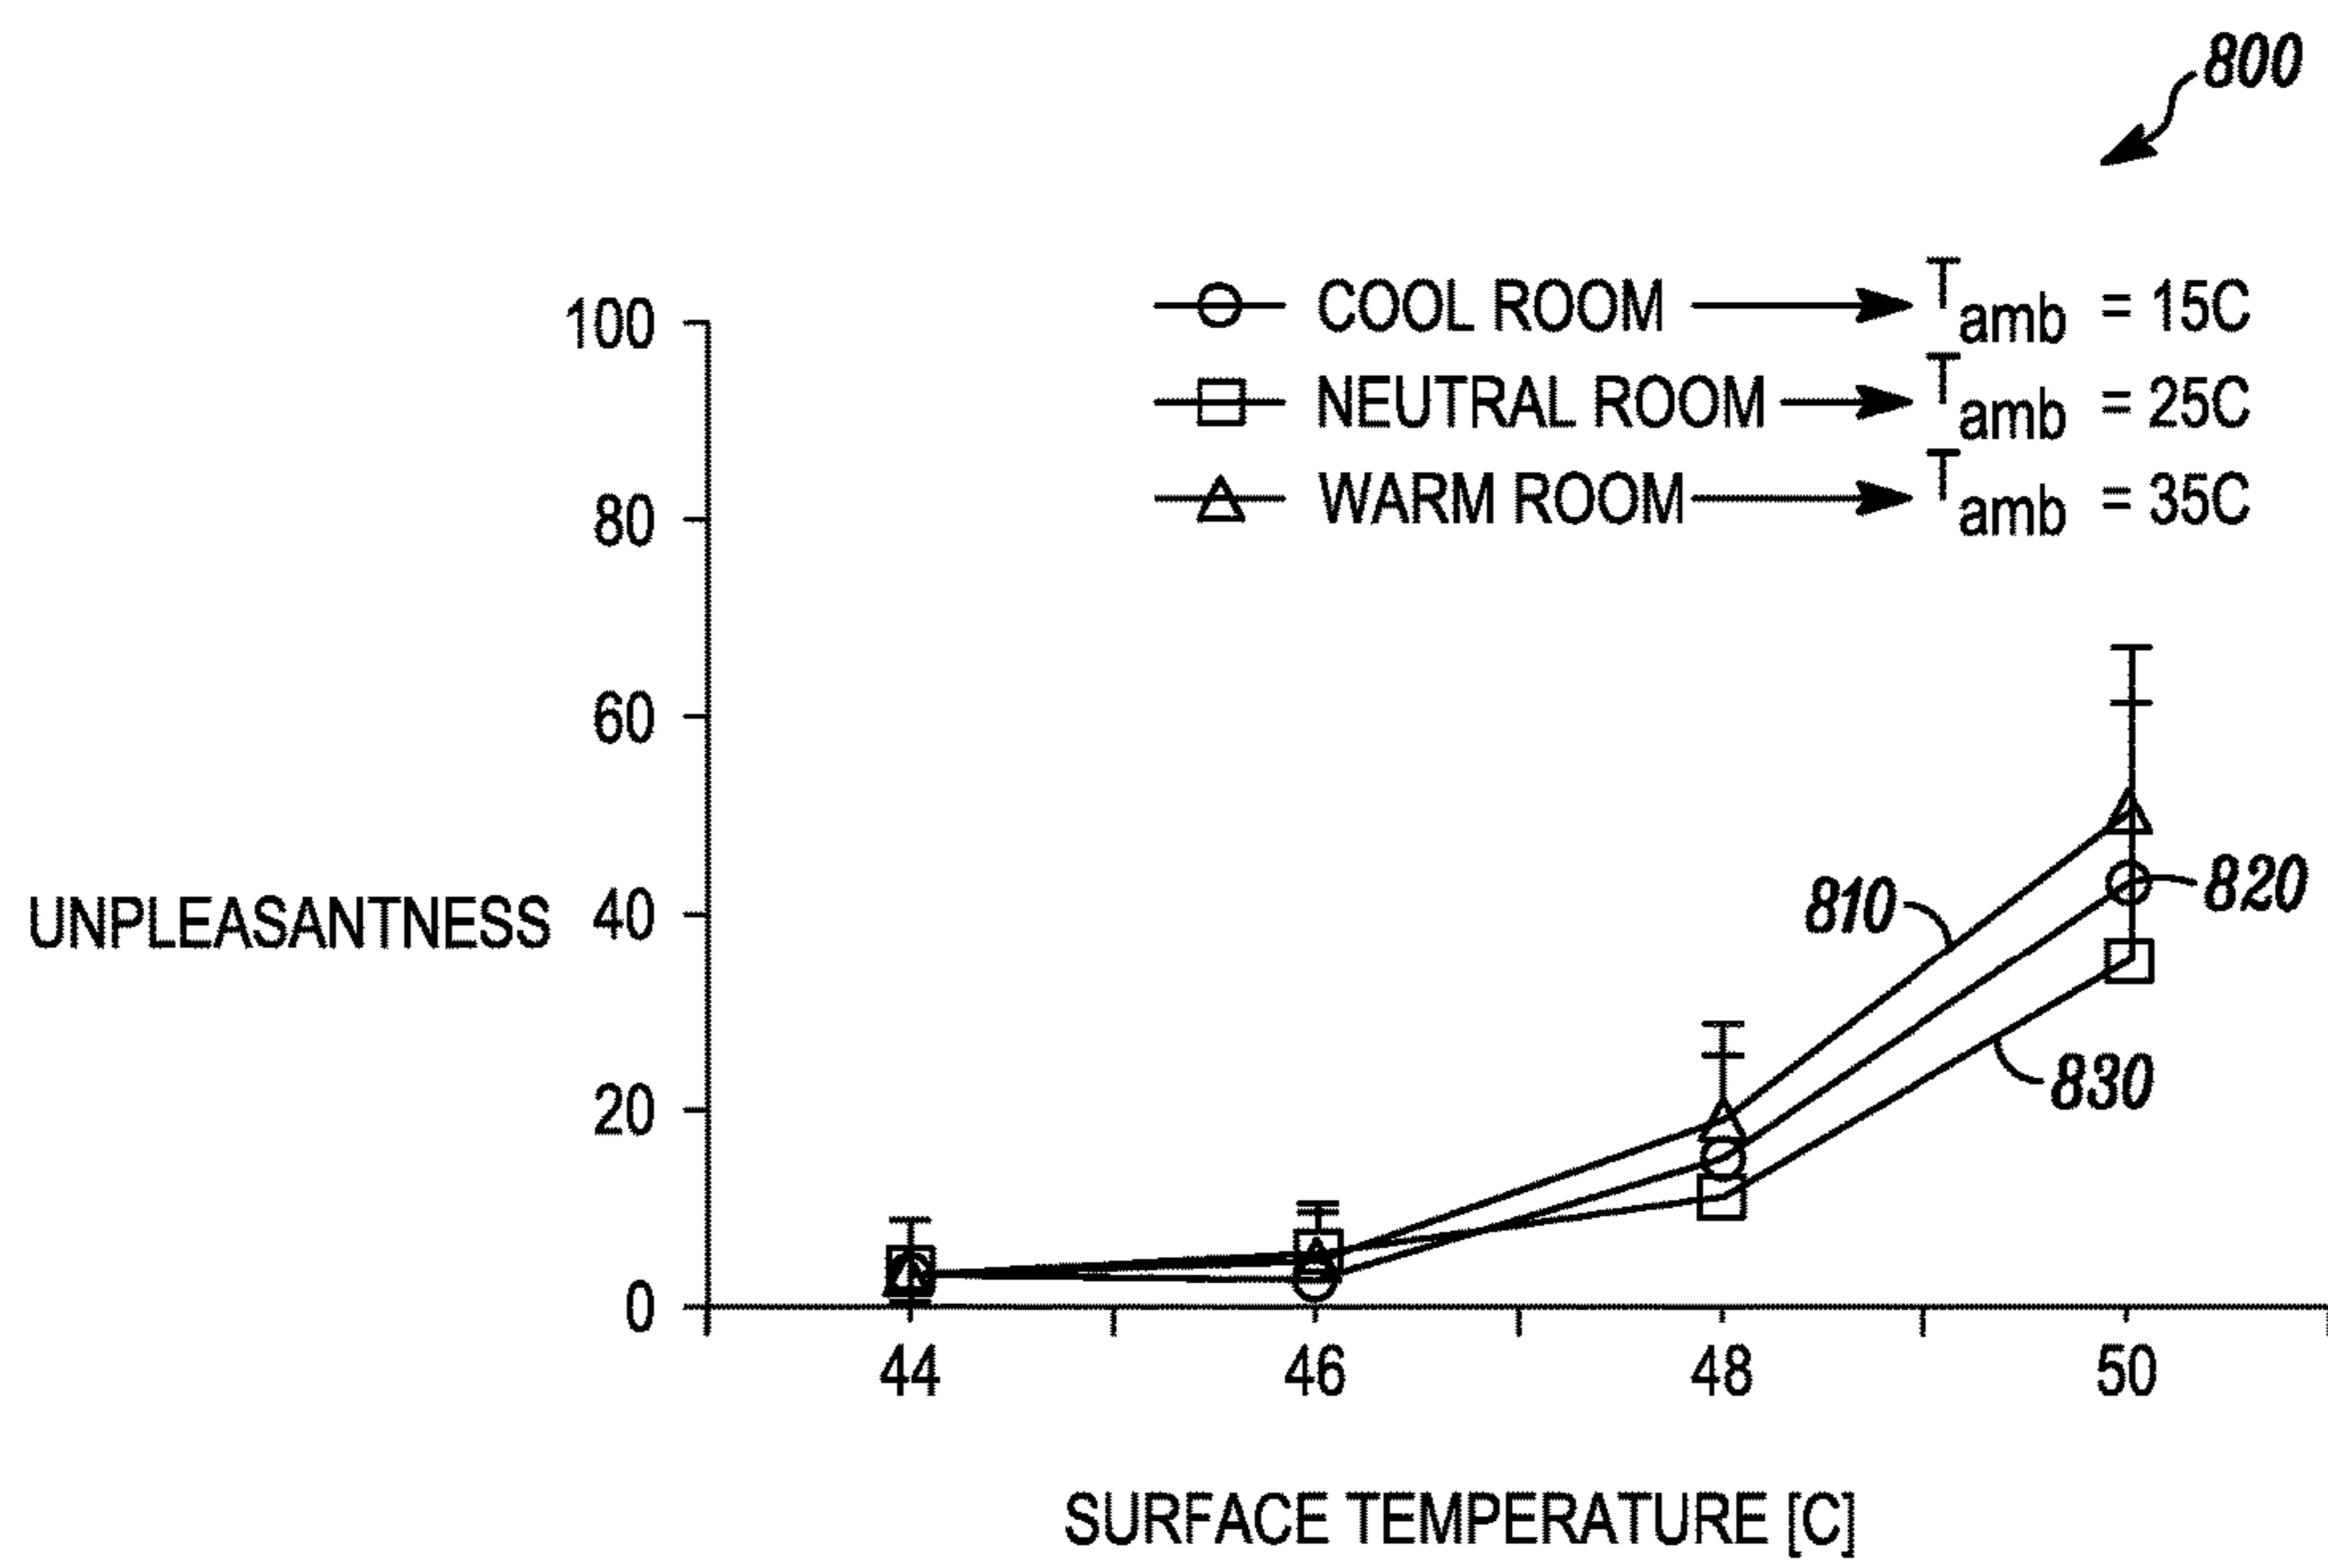 800
100
COOL ROOM T amb = 15C
NEUTRAL ROOM T amb = 25C
WARM ROOM T amb = 35C
80
60
UNPLEASANTNESS
40
810
820
20
830
0
44 46 48 50
SURFACE TEMPERATURE [C]